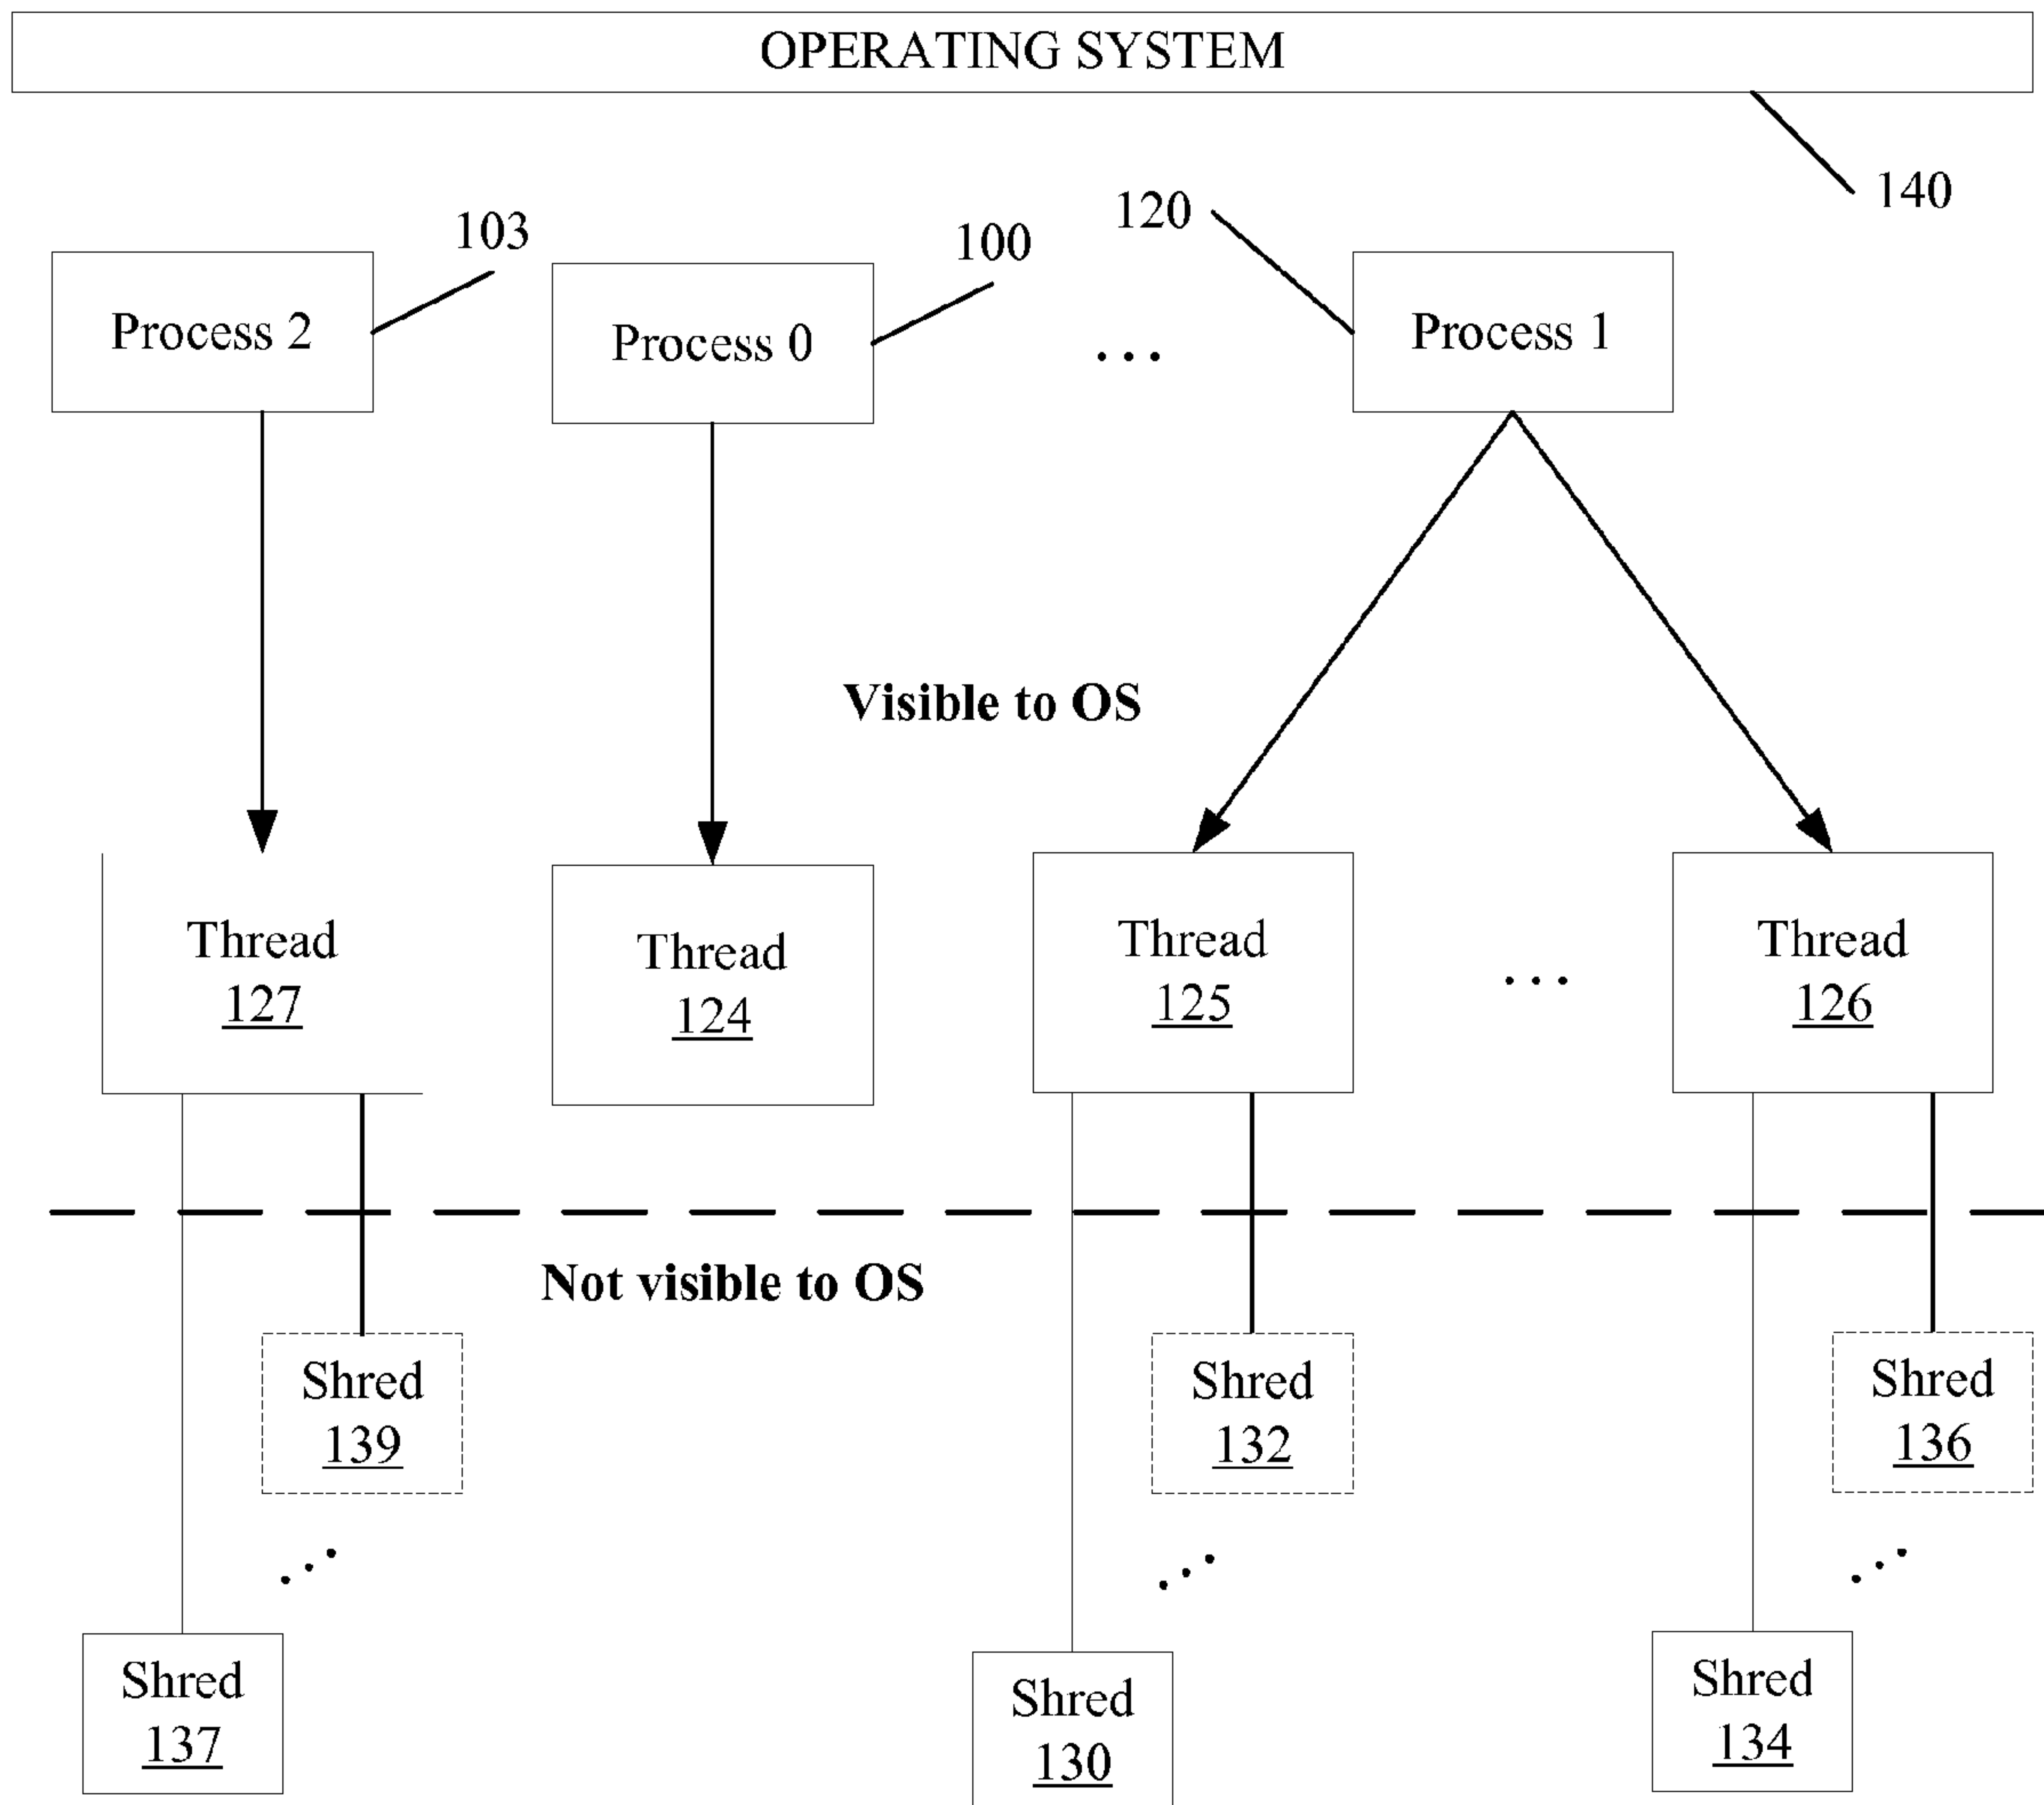 OPERATING SYSTEM
140
103
100
120
Process 2
Process 0
...
Process 1
Visible to OS
Thread
127
Thread
124
Thread
125
...
Thread
126
Not visible to OS
Shred
139
Shred
132
Shred
136
...
...
...
Shred
137
Shred
130
Shred
134